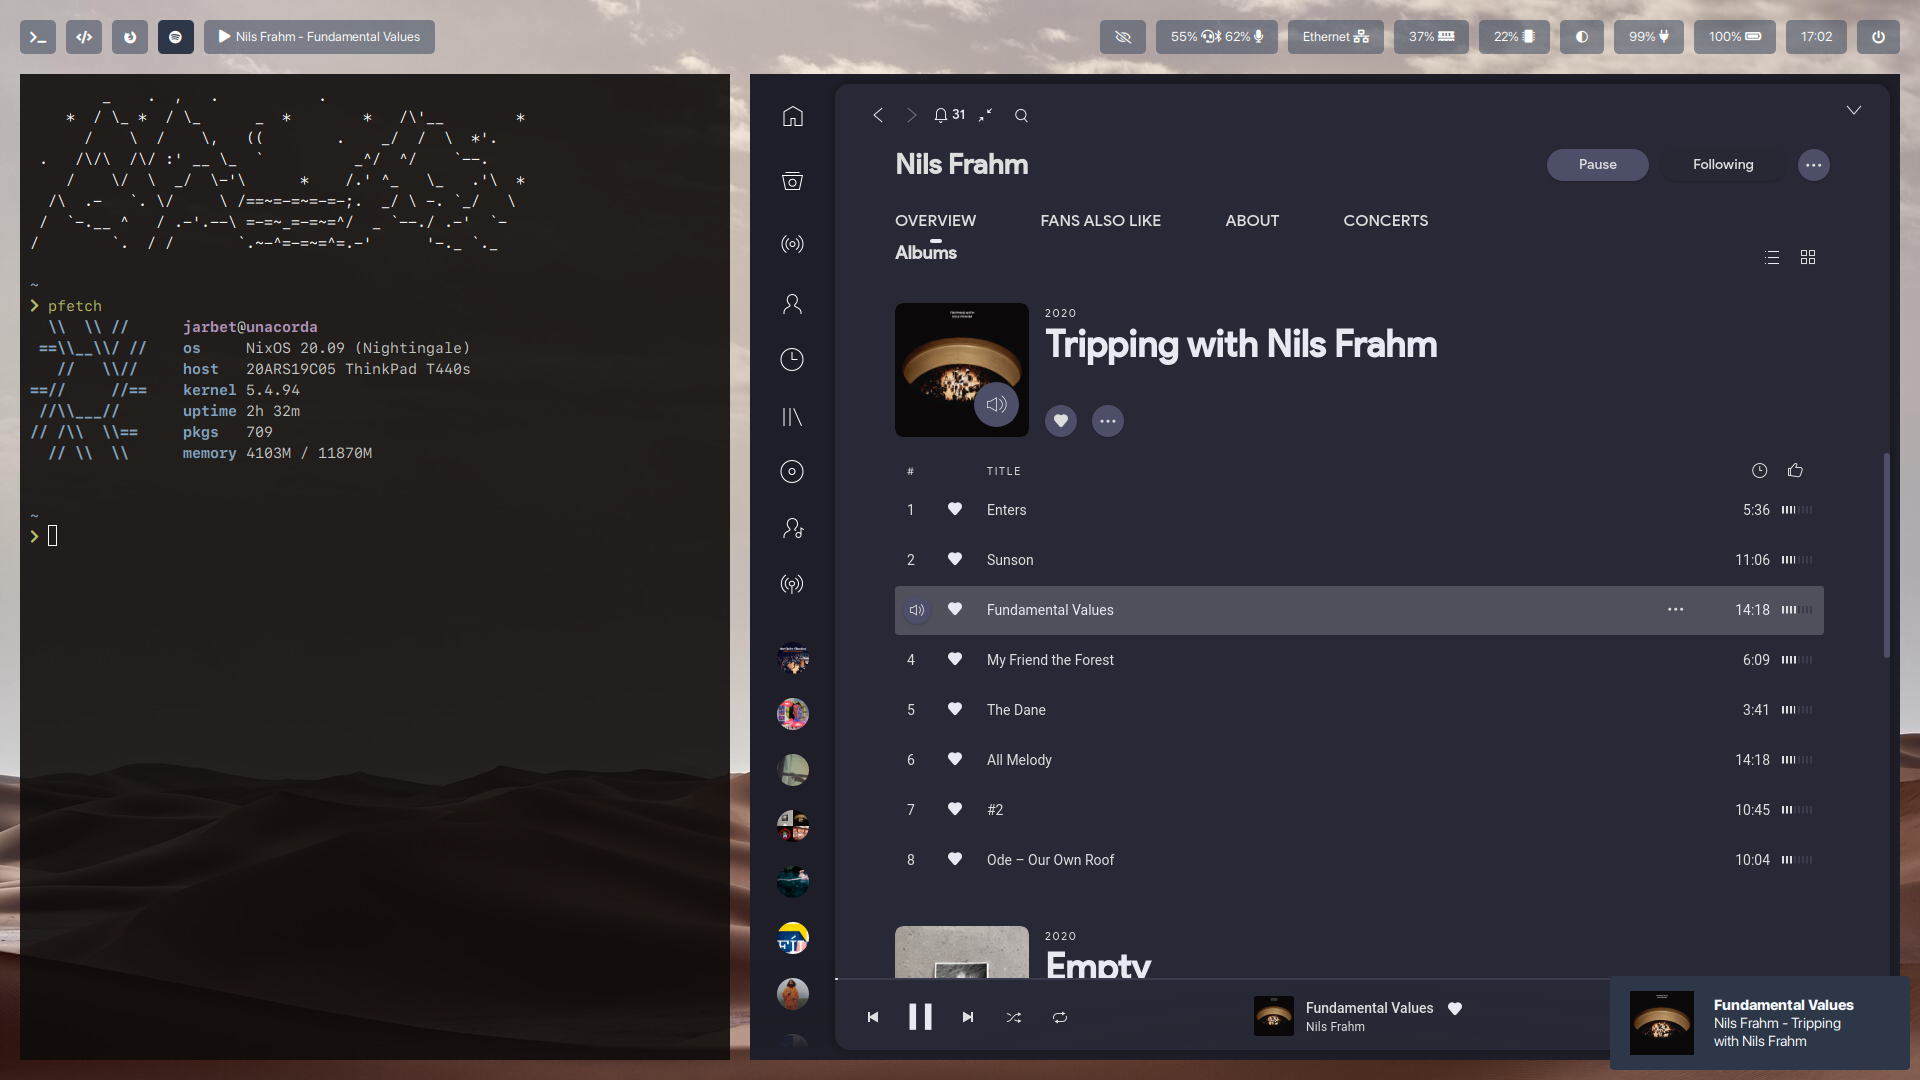 Nils Frahm - Fundamental Values
55% 62%
Ethernet
37%
22%
99%
100%
17:02
~
❯ pfetch
jarbet@unacorda
os NixOS 20.09 (Nightingale)
host 20ARS19C05 ThinkPad T440s
kernel 5.4.94
uptime 2h 32m
pkgs 709
memory 4103M / 11870M
~
❯
31
Nils Frahm
Pause
Following
OVERVIEW
FANS ALSO LIKE
ABOUT
CONCERTS
Albums
2020
Tripping with Nils Frahm
# TITLE
1 Enters 5:36
2 Sunson 11:06
Fundamental Values 14:18
4 My Friend the Forest 6:09
5 The Dane 3:41
6 All Melody 14:18
7 #2 10:45
8 Ode – Our Own Roof 10:04
2020
Empty
Fundamental Values
Nils Frahm
Fundamental Values
Nils Frahm - Tripping
with Nils Frahm